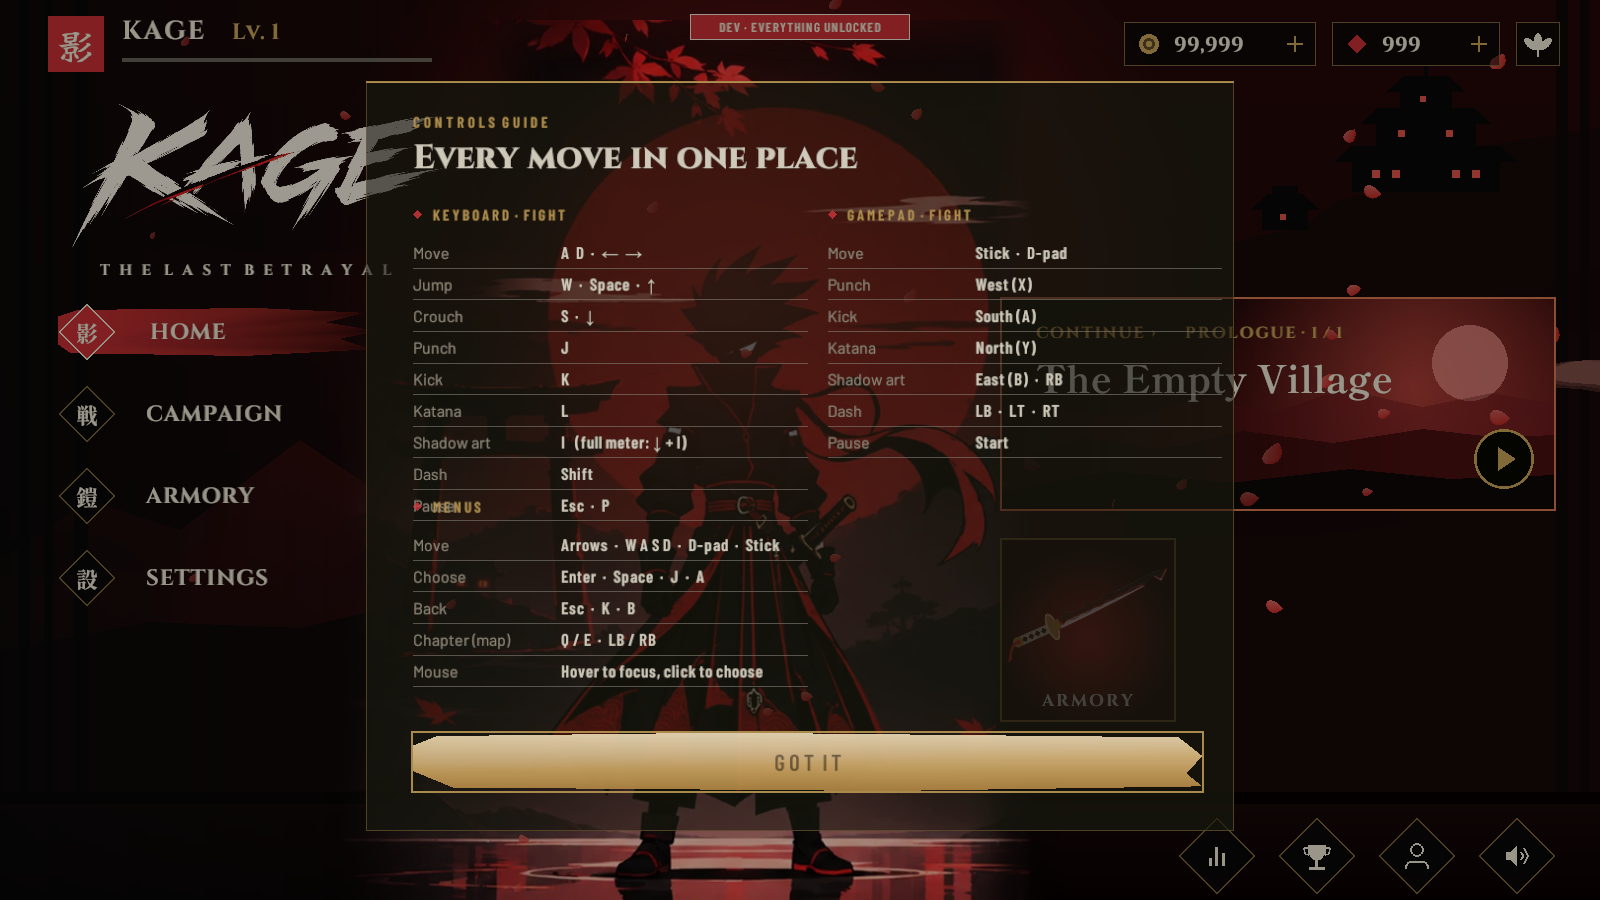 影
KAGE Lv. 1
DEV · EVERYTHING UNLOCKED
99,999 +
999 +
KAGE
THE LAST BETRAYAL
影 HOME
戦 CAMPAIGN
鎧 ARMORY
設 SETTINGS
CONTROLS GUIDE
EVERY MOVE IN ONE PLACE
KEYBOARD · FIGHT
Move A D · ← →
Jump W · Space · ↑
Crouch S · ↓
Punch J
Kick K
Katana L
Shadow art I (full meter: ↓ + I)
Dash Shift
Pause Esc · P
GAMEPAD · FIGHT
Move Stick · D-pad
Punch West (X)
Kick South (A)
Katana North (Y)
Shadow art East (B) · RB
Dash LB · LT · RT
Pause Start
MENUS
Move Arrows · W A S D · D-pad · Stick
Choose Enter · Space · J · A
Back Esc · K · B
Chapter (map) Q / E · LB / RB
Mouse Hover to focus, click to choose
GOT IT
CONTINUE › PROLOGUE · 1 / 1
The Empty Village
ARMORY